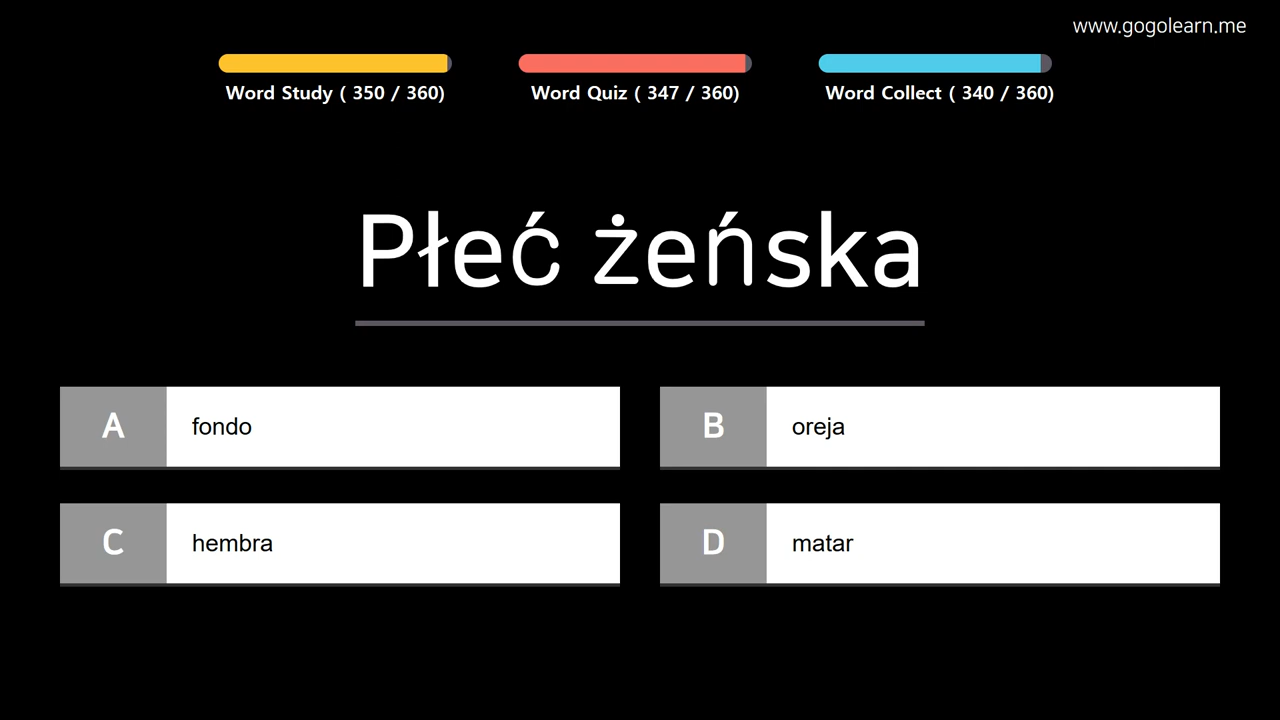 www.gogolearn.me
Word Study ( 350 / 360)
Word Quiz ( 347 / 360)
Word Collect ( 340 / 360)
Płeć żeńska
A fondo
B oreja
C hembra
D matar